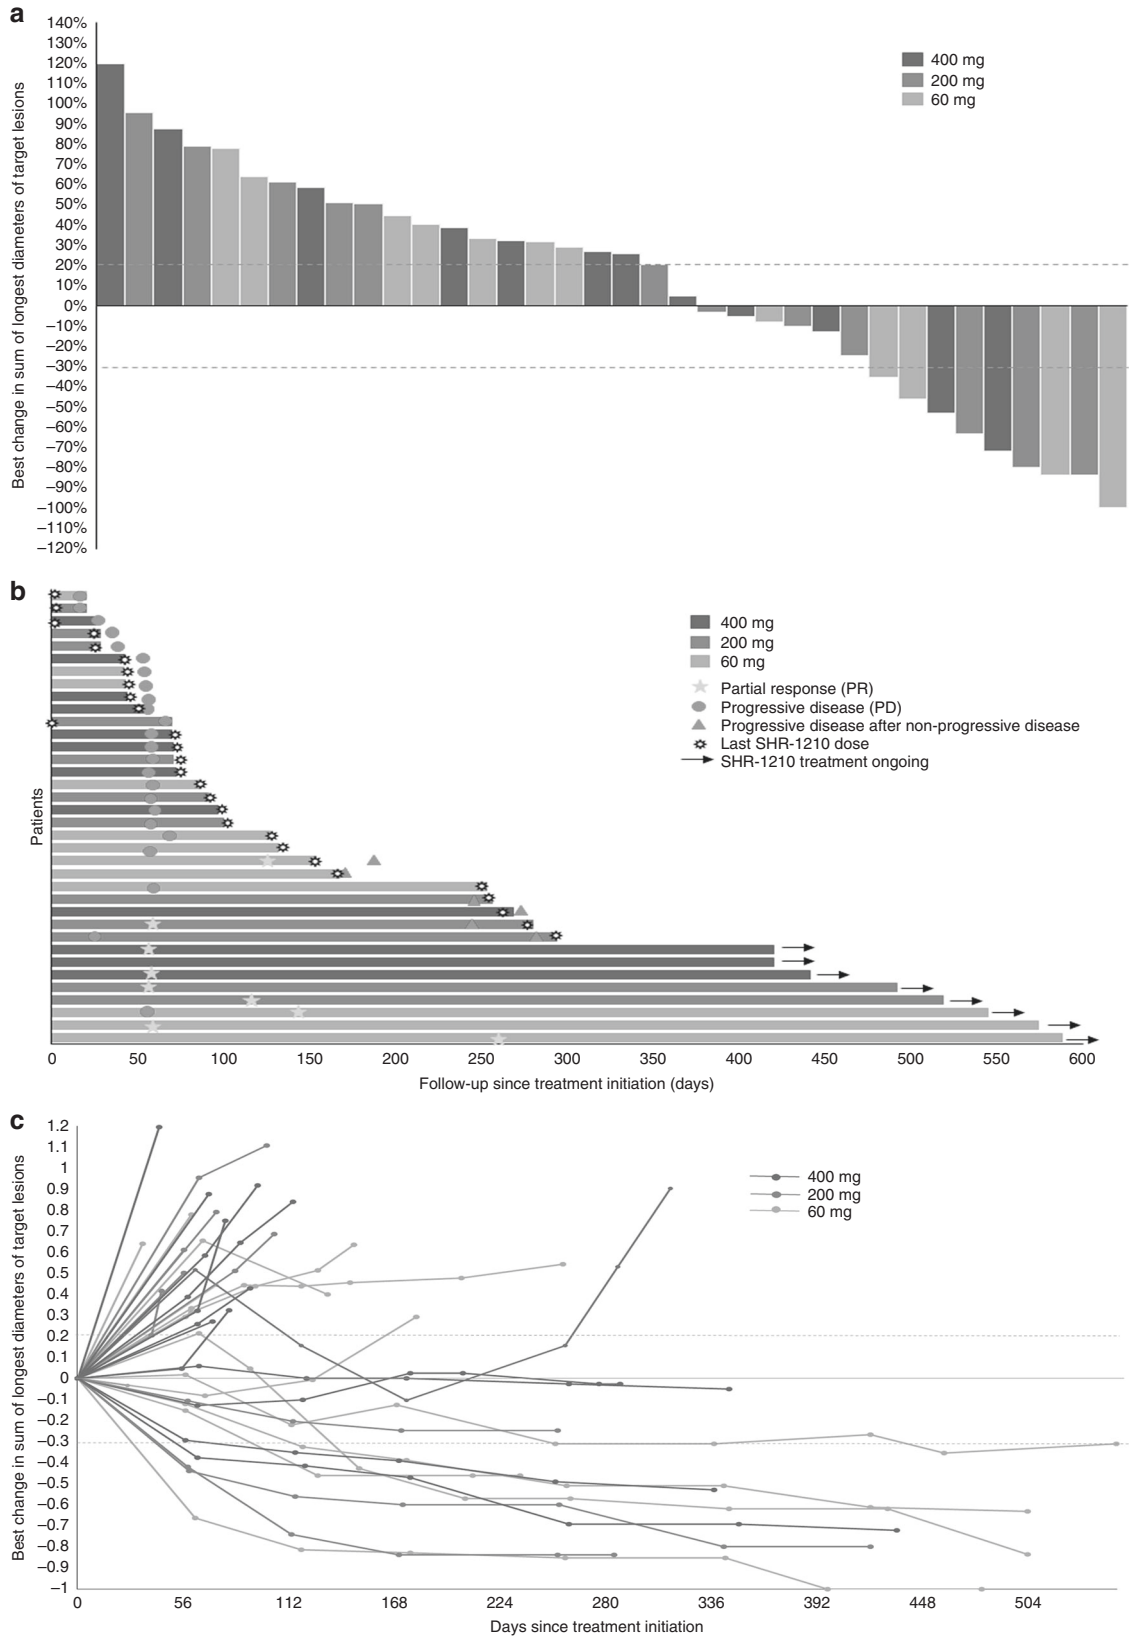 a
140%
130%
120%
110%
100%
90%
80%
70%
60%
50%
40%
30%
20%
10%
0%
−10%
−20%
−30%
−40%
−50%
−60%
−70%
−80%
−90%
−100%
−110%
−120%
Best change in sum of longest diameters of target lesions
400 mg
200 mg
60 mg
b
Patients
400 mg
200 mg
60 mg
Partial response (PR)
Progressive disease (PD)
Progressive disease after non-progressive disease
Last SHR-1210 dose
SHR-1210 treatment ongoing
0 50 100 150 200 250 300 350 400 450 500 550 600
Follow-up since treatment initiation (days)
c
1.2
1.1
1
0.9
0.8
0.7
0.6
0.5
0.4
0.3
0.2
0.1
0
−0.1
−0.2
−0.3
−0.4
−0.5
−0.6
−0.7
−0.8
−0.9
−1
Best change in sum of longest diameters of target lesions
400 mg
200 mg
60 mg
0 56 112 168 224 280 336 392 448 504
Days since treatment initiation